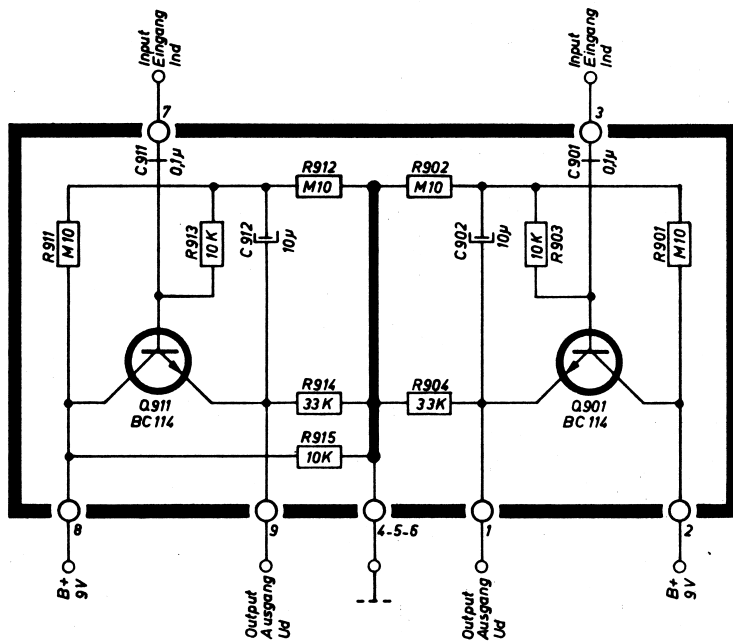 Input
Eingang
Ind
Input
Eingang
Ind
7
3
C911
0,1µ
C901
0,1µ
R912
M10
R902
M10
R911
M10
R913
10K
C912
10µ
C902
10µ
10K
R903
R901
M10
Q911
BC 114
R914
33K
R904
33K
Q901
BC 114
R915
10K
8
9
4-5-6
1
2
B+
9V
Output
Ausgang
Ud
Output
Ausgang
Ud
B+
9V